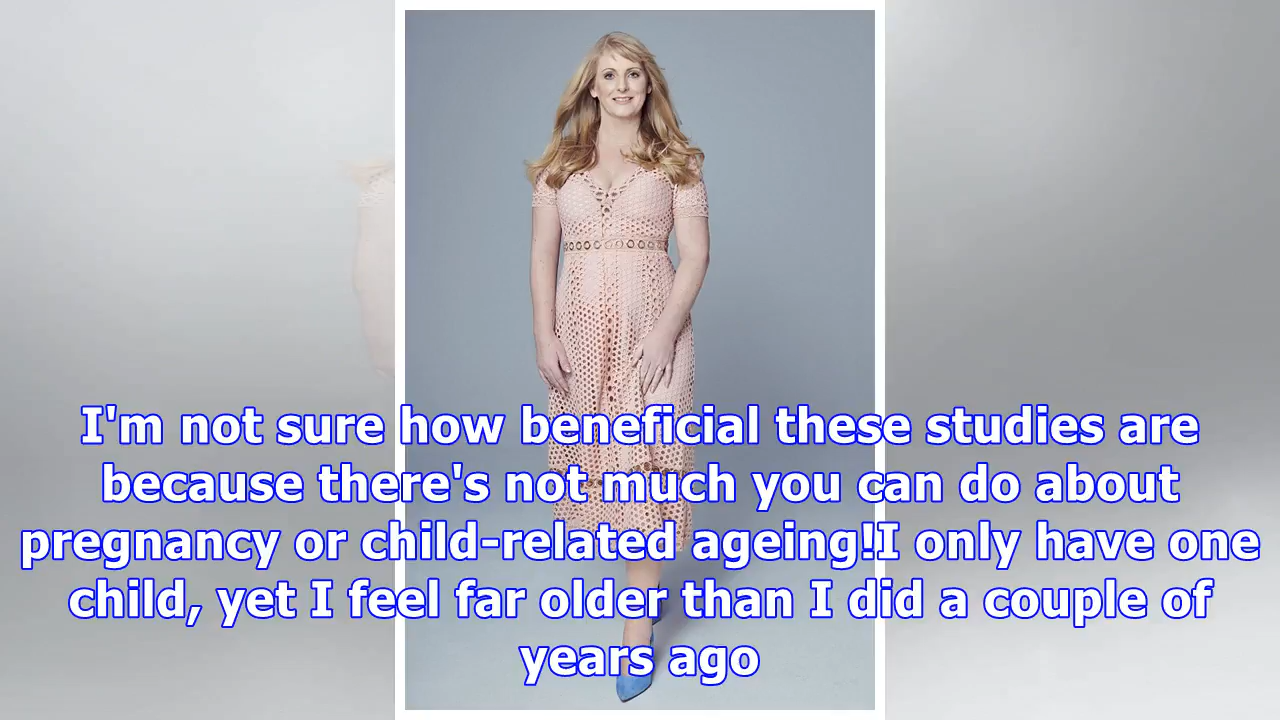 I'm not sure how beneficial these studies are
because there's not much you can do about
pregnancy or child-related ageing!I only have one
child, yet I feel far older than I did a couple of
years ago